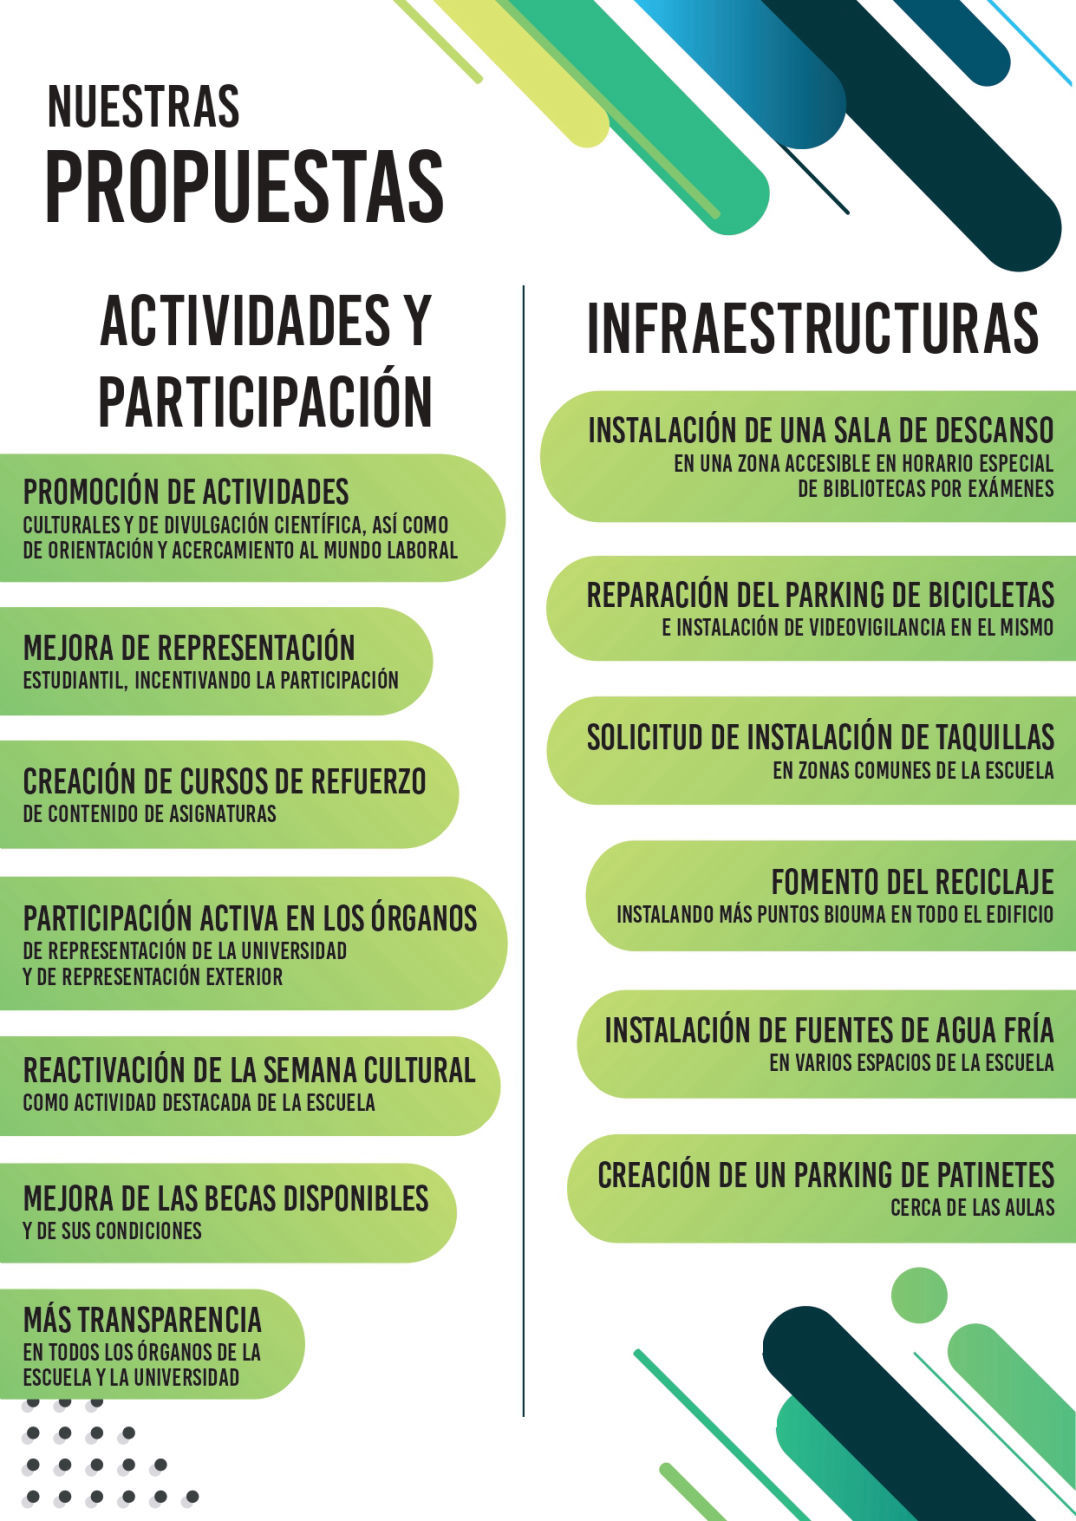 NUESTRAS
PROPUESTAS
ACTIVIDADES Y
PARTICIPACIÓN
PROMOCIÓN DE ACTIVIDADES
CULTURALES Y DE DIVULGACIÓN CIENTÍFICA, ASÍ COMO
DE ORIENTACIÓN Y ACERCAMIENTO AL MUNDO LABORAL
MEJORA DE REPRESENTACIÓN
ESTUDIANTIL, INCENTIVANDO LA PARTICIPACIÓN
CREACIÓN DE CURSOS DE REFUERZO
DE CONTENIDO DE ASIGNATURAS
PARTICIPACIÓN ACTIVA EN LOS ÓRGANOS
DE REPRESENTACIÓN DE LA UNIVERSIDAD
Y DE REPRESENTACIÓN EXTERIOR
REACTIVACIÓN DE LA SEMANA CULTURAL
COMO ACTIVIDAD DESTACADA DE LA ESCUELA
MEJORA DE LAS BECAS DISPONIBLES
Y DE SUS CONDICIONES
MÁS TRANSPARENCIA
EN TODOS LOS ÓRGANOS DE LA
ESCUELA Y LA UNIVERSIDAD
INFRAESTRUCTURAS
INSTALACIÓN DE UNA SALA DE DESCANSO
EN UNA ZONA ACCESIBLE EN HORARIO ESPECIAL
DE BIBLIOTECAS POR EXÁMENES
REPARACIÓN DEL PARKING DE BICICLETAS
E INSTALACIÓN DE VIDEOVIGILANCIA EN EL MISMO
SOLICITUD DE INSTALACIÓN DE TAQUILLAS
EN ZONAS COMUNES DE LA ESCUELA
FOMENTO DEL RECICLAJE
INSTALANDO MÁS PUNTOS BIOUMA EN TODO EL EDIFICIO
INSTALACIÓN DE FUENTES DE AGUA FRÍA
EN VARIOS ESPACIOS DE LA ESCUELA
CREACIÓN DE UN PARKING DE PATINETES
CERCA DE LAS AULAS